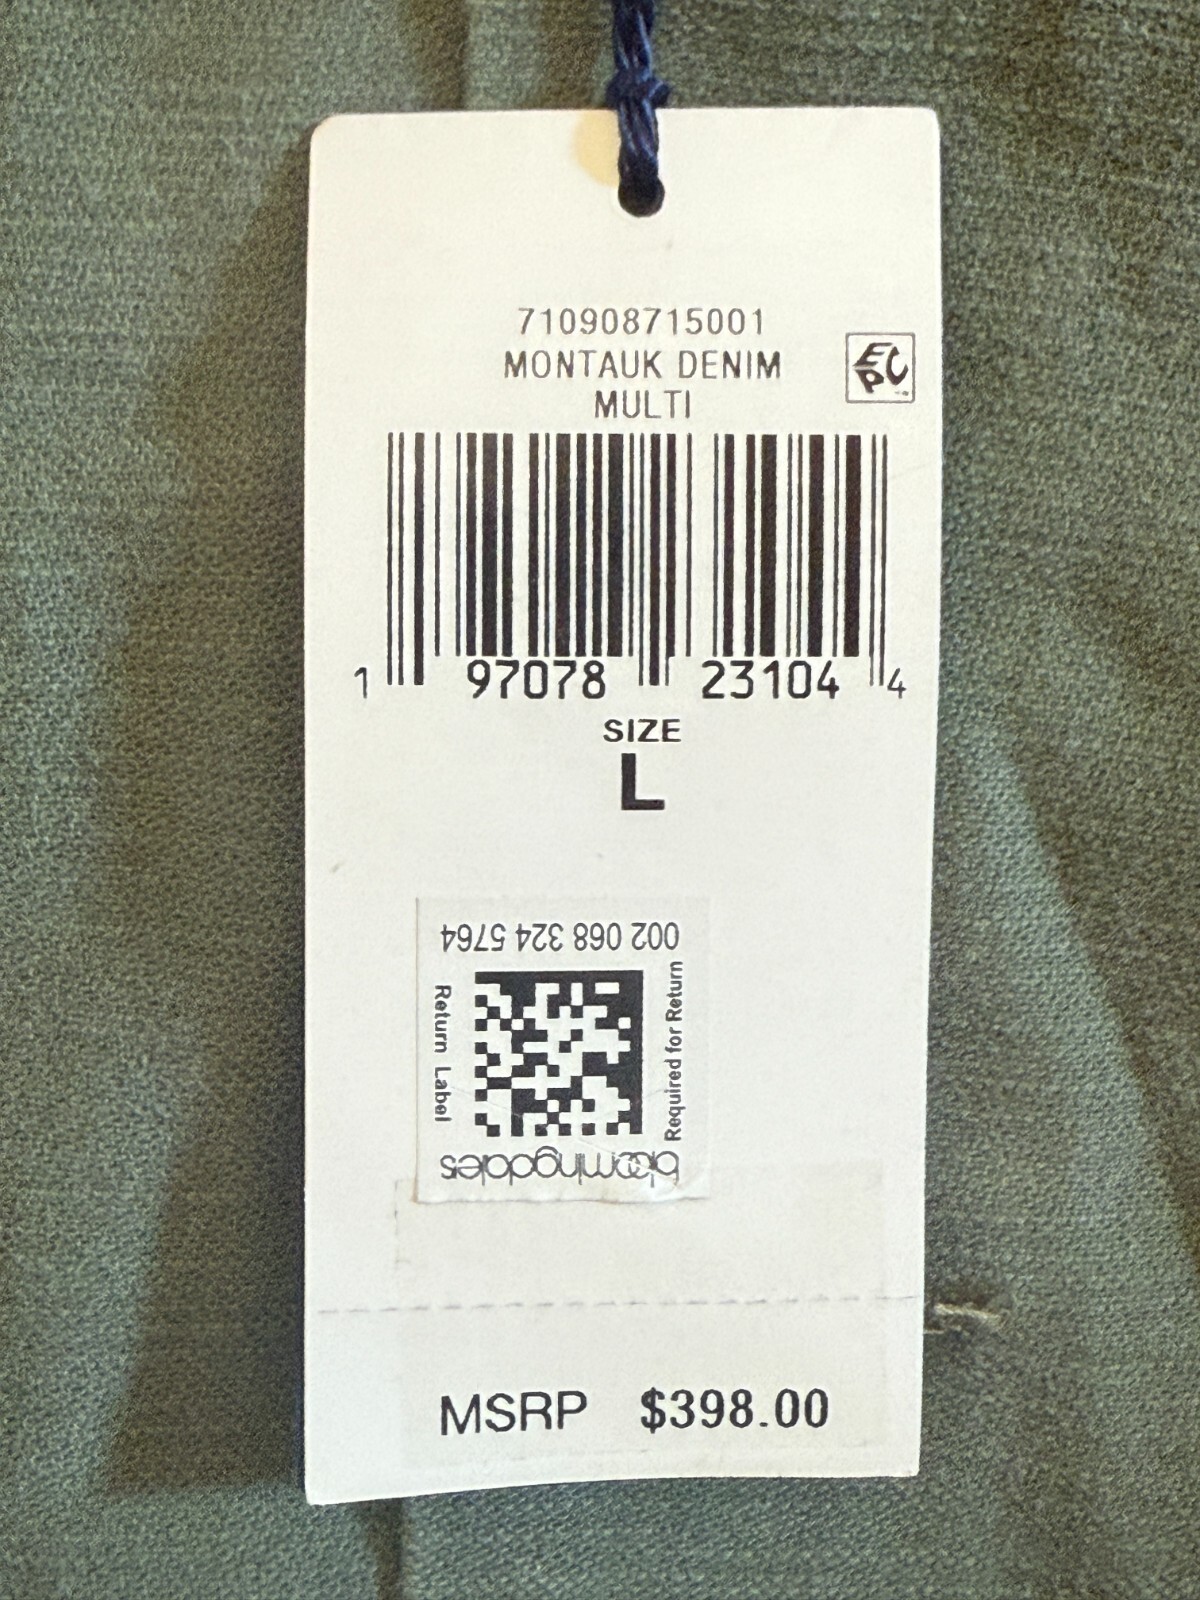 710908715001
MONTAUK DENIM
MULTI
EPC
1 97078 23104 4
SIZE
L
002 068 324 5764
Return Label
Required for Return
bloomingdales
MSRP $398.00